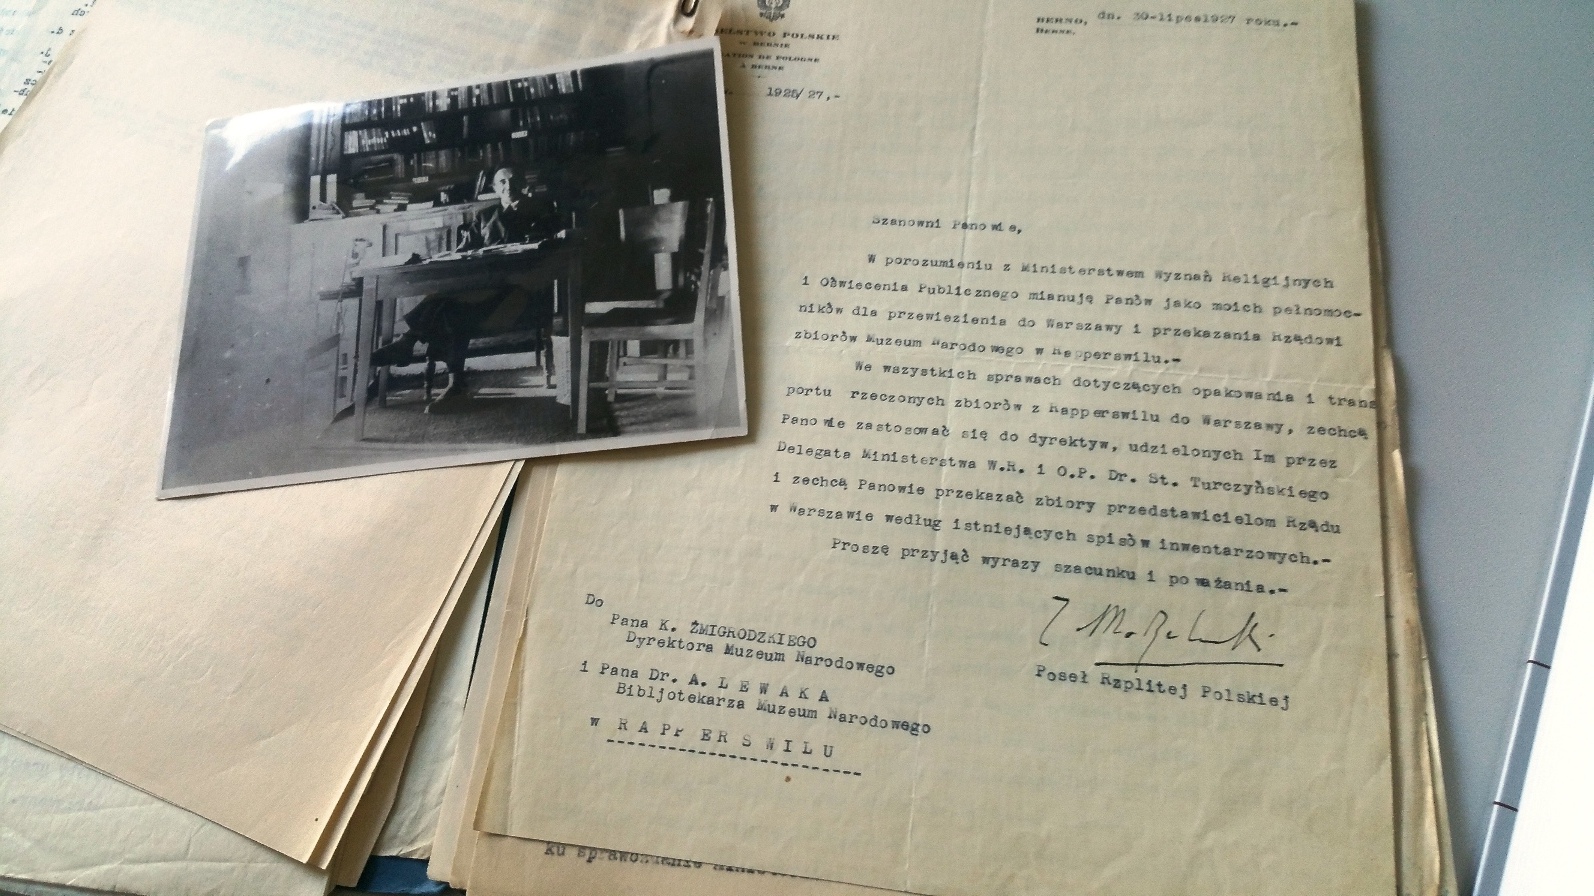 POSELSTWO POLSKIE
w BERNIE
LÉGATION DE POLOGNE
À BERNE
1925/27,-
BERNO, dn. 30-lipca1927 roku.-
BERNE,
Szanowni Panowie,
W porozumieniu z Ministerstwem Wyznań Religijnych
i Oświecenia Publicznego mianuję Panów jako moich pełnomoc-
ników dla przewiezienia do Warszawy i przekazania Rządowi
zbiorów Muzeum Narodowego w Rapperswilu.-
We wszystkich sprawach dotyczących opakowania i trans
portu rzeczonych zbiorów z Rapperswilu do Warszawy, zechcą
Panowie zastosować się do dyrektyw, udzielonych Im przez
Delegata Ministerstwa W.R. i O.P. Dr. St. Turczyńskiego
i zechcą Panowie przekazać zbiory przedstawicielom Rządu
w Warszawie według istniejących spisów inwentarzowych.-
Proszę przyjąć wyrazy szacunku i poważania.-
Poseł Rzplitej Polskiej
Do
Pana K. ŻMIGRODZKIEGO
Dyrektora Muzeum Narodowego
i Pana Dr. A. L E W A K A
Bibljotekarza Muzeum Narodowego
w R A P P E R S W I L U
ku sprawozdanie